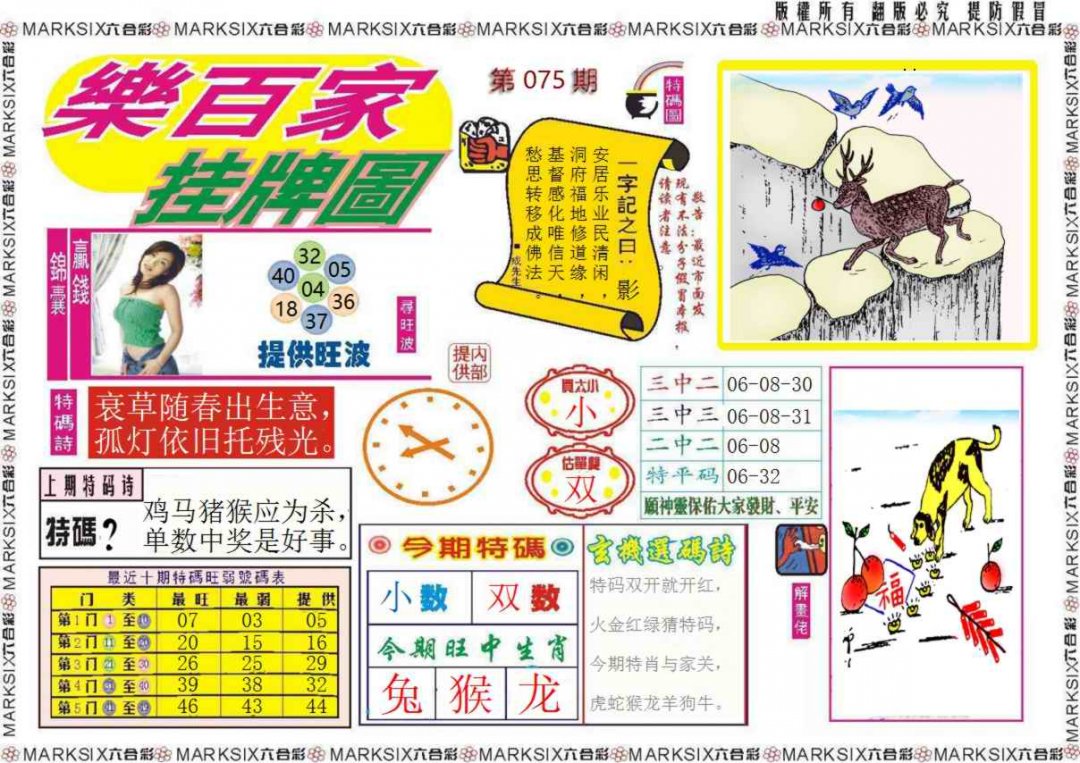 版權所有 翻版必究 提防假冒
MARKSIX六合彩 MARKSIX六合彩 MARKSIX六合彩 MARKSIX六合彩 MARKSIX六合彩 MARKSIX六合彩 MARKSIX六合彩
樂百家
挂牌圖
第 075 期
特碼圖
一字記之曰：影
安居乐业民清闲，
洞府福地修道缘，
基督感化唯信天，
愁思转移成佛法。
敬告：最近市面发
现有不法分子假冒本报，
请读者注意
贏錢
錦囊
32
40
05
04
18
36
37
提供旺波
尋旺波
内部
提供
特碼詩
哀草随春出生意，
孤灯依旧托残光。
買大小
小
估單雙
双
三中二 06-08-30
三中三 06-08-31
二中二 06-08
特平码 06-32
願神靈保佑大家發財、平安
上期特码诗
特碼？
鸡马猪猴应为杀，
单数中奖是好事。
最近十期特碼旺弱號碼表
门 类 最旺 最弱 提供
第1门 1 至 10 07 03 05
第2门 11 至 20 20 15 16
第3门 21 至 30 26 25 29
第4门 31 至 40 39 38 32
第5门 41 至 49 46 43 44
今期特碼
小数 双数
今期旺中生肖
兔 猴 龙
玄機選碼詩
特码双开就开红，
火金红绿猜特码，
今期特肖与家关，
虎蛇猴龙羊狗牛。
解畫佬
福
MARKSIX六合彩 MARKSIX六合彩 MARKSIX六合彩 MARKSIX六合彩 MARKSIX六合彩 MARKSIX六合彩 MARKSIX六合彩